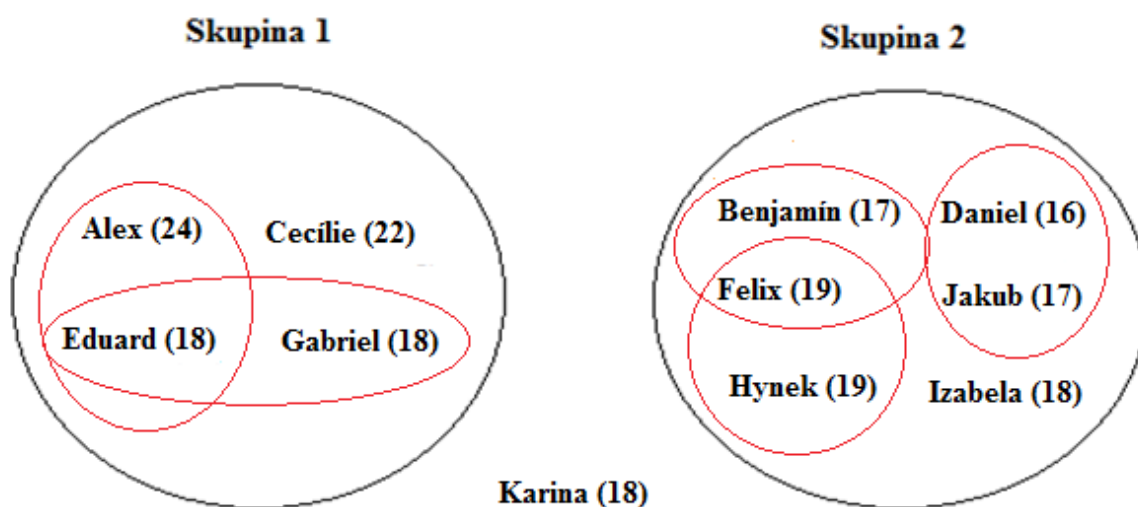 Skupina 1
Alex (24)
Cecílie (22)
Eduard (18)
Gabriel (18)
Skupina 2
Benjamín (17)
Daniel (16)
Felix (19)
Jakub (17)
Hynek (19)
Izabela (18)
Karina (18)